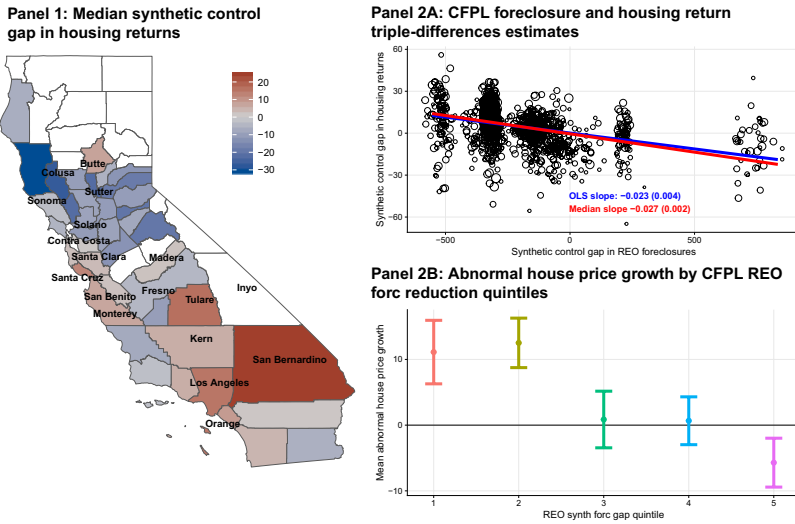 Panel 1: Median synthetic control
gap in housing returns
20
10
0
−10
−20
−30
Butte
Colusa
Sutter
Sonoma
Solano
Contra Costa
Santa Clara
Madera
Santa Cruz
Inyo
Fresno
San Benito
Tulare
Monterey
Kern
San Bernardino
Los Angeles
Orange
Panel 2A: CFPL foreclosure and housing return
triple-differences estimates
Synthetic control gap in housing returns
60
30
0
−30
−60
OLS slope: −0.023 (0.004)
Median slope −0.027 (0.002)
−500
0
500
Synthetic control gap in REO foreclosures
Panel 2B: Abnormal house price growth by CFPL REO
forc reduction quintiles
Mean abnormal house price growth
10
0
−10
1
2
3
4
5
REO synth forc gap quintile